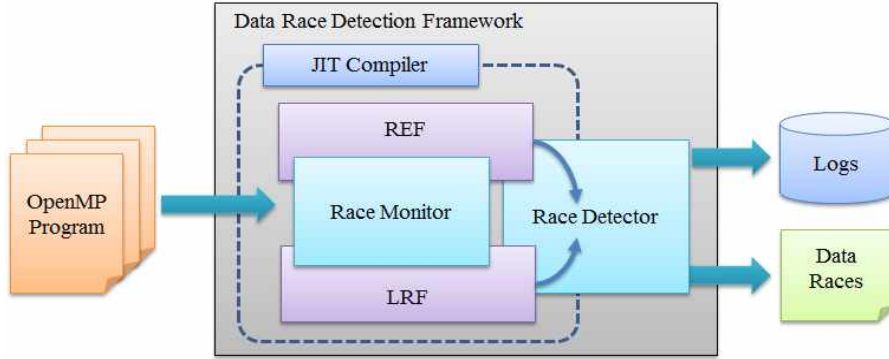 Data Race Detection Framework
JIT Compiler
REF
OpenMP
Program
Race Monitor
Race Detector
LRF
Logs
Data
Races